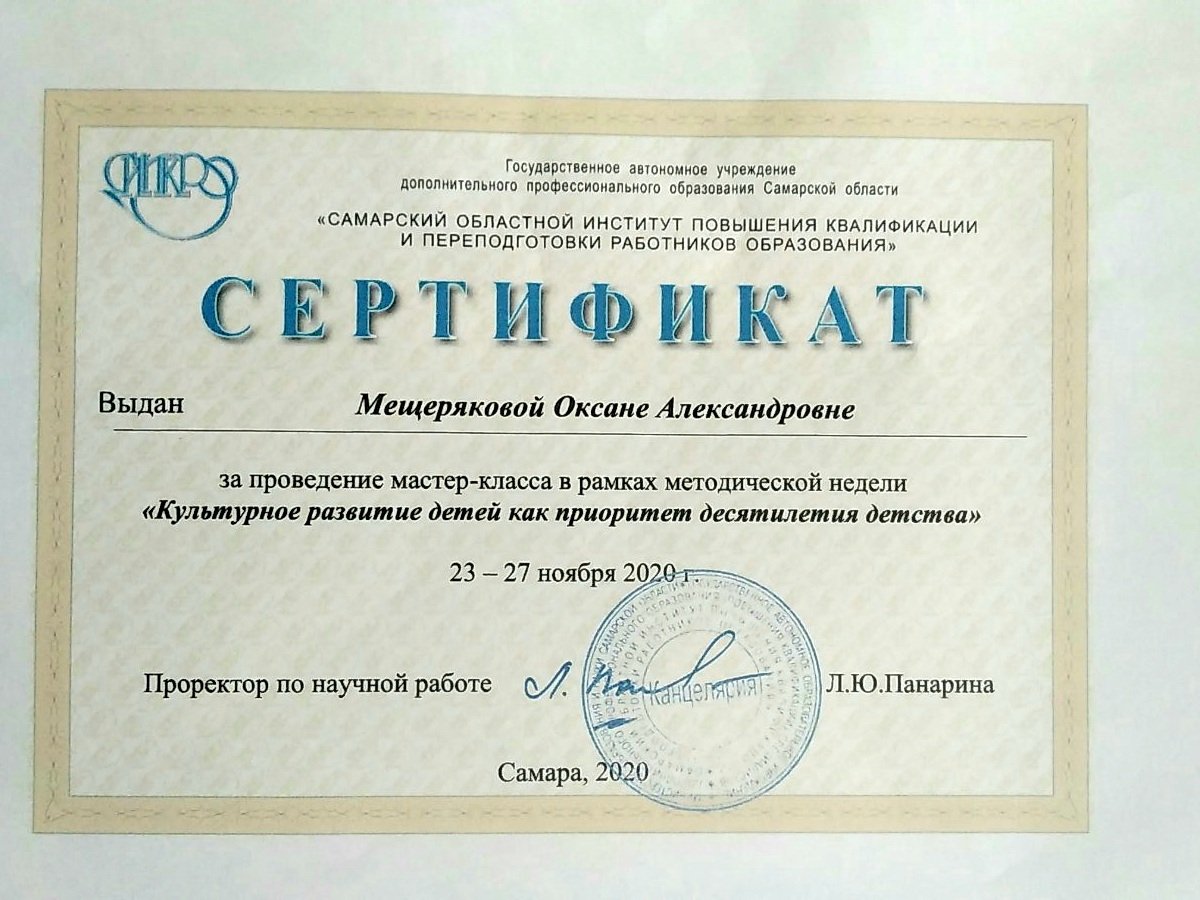 СИПКРО
Государственное автономное учреждение
дополнительного профессионального образования Самарской области
«САМАРСКИЙ ОБЛАСТНОЙ ИНСТИТУТ ПОВЫШЕНИЯ КВАЛИФИКАЦИИ
И ПЕРЕПОДГОТОВКИ РАБОТНИКОВ ОБРАЗОВАНИЯ»
СЕРТИФИКАТ
Выдан Мещеряковой Оксане Александровне
за проведение мастер-класса в рамках методической недели
«Культурное развитие детей как приоритет десятилетия детства»
23 – 27 ноября 2020 г.
Проректор по научной работе Л.Ю.Панарина
Канцелярия
Самара, 2020